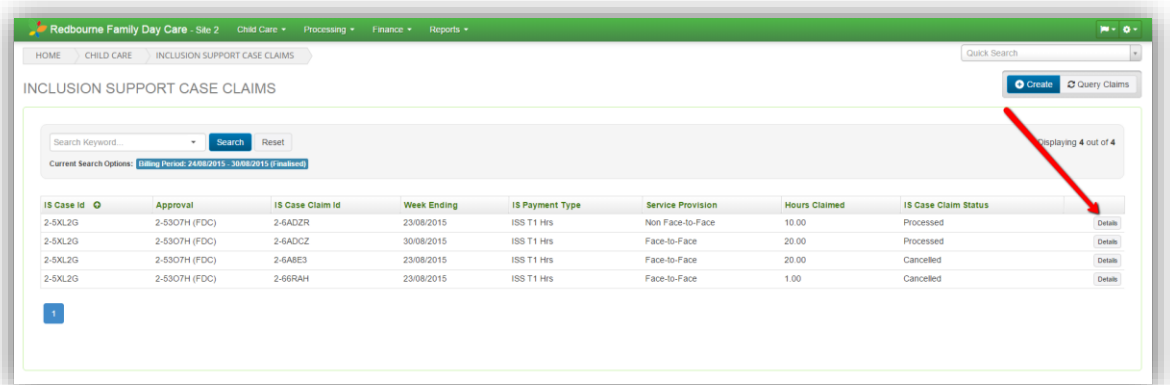 Redbourne Family Day Care - Site 2 Child Care Processing Finance Reports
HOME CHILD CARE INCLUSION SUPPORT CASE CLAIMS Quick Search
INCLUSION SUPPORT CASE CLAIMS Create Query Claims
Search Keyword... Search Reset Displaying 4 out of 4
Current Search Options: Billing Period: 24/08/2015 - 30/08/2015 (Finalised)
IS Case Id Approval IS Case Claim Id Week Ending IS Payment Type Service Provision Hours Claimed IS Case Claim Status
2-5XL2G 2-53O7H (FDC) 2-6ADZR 23/08/2015 ISS T1 Hrs Non Face-to-Face 10.00 Processed Details
2-5XL2G 2-53O7H (FDC) 2-6ADCZ 30/08/2015 ISS T1 Hrs Face-to-Face 20.00 Processed Details
2-5XL2G 2-53O7H (FDC) 2-6A8E3 23/08/2015 ISS T1 Hrs Face-to-Face 20.00 Cancelled Details
2-5XL2G 2-53O7H (FDC) 2-66RAH 23/08/2015 ISS T1 Hrs Face-to-Face 1.00 Cancelled Details
1